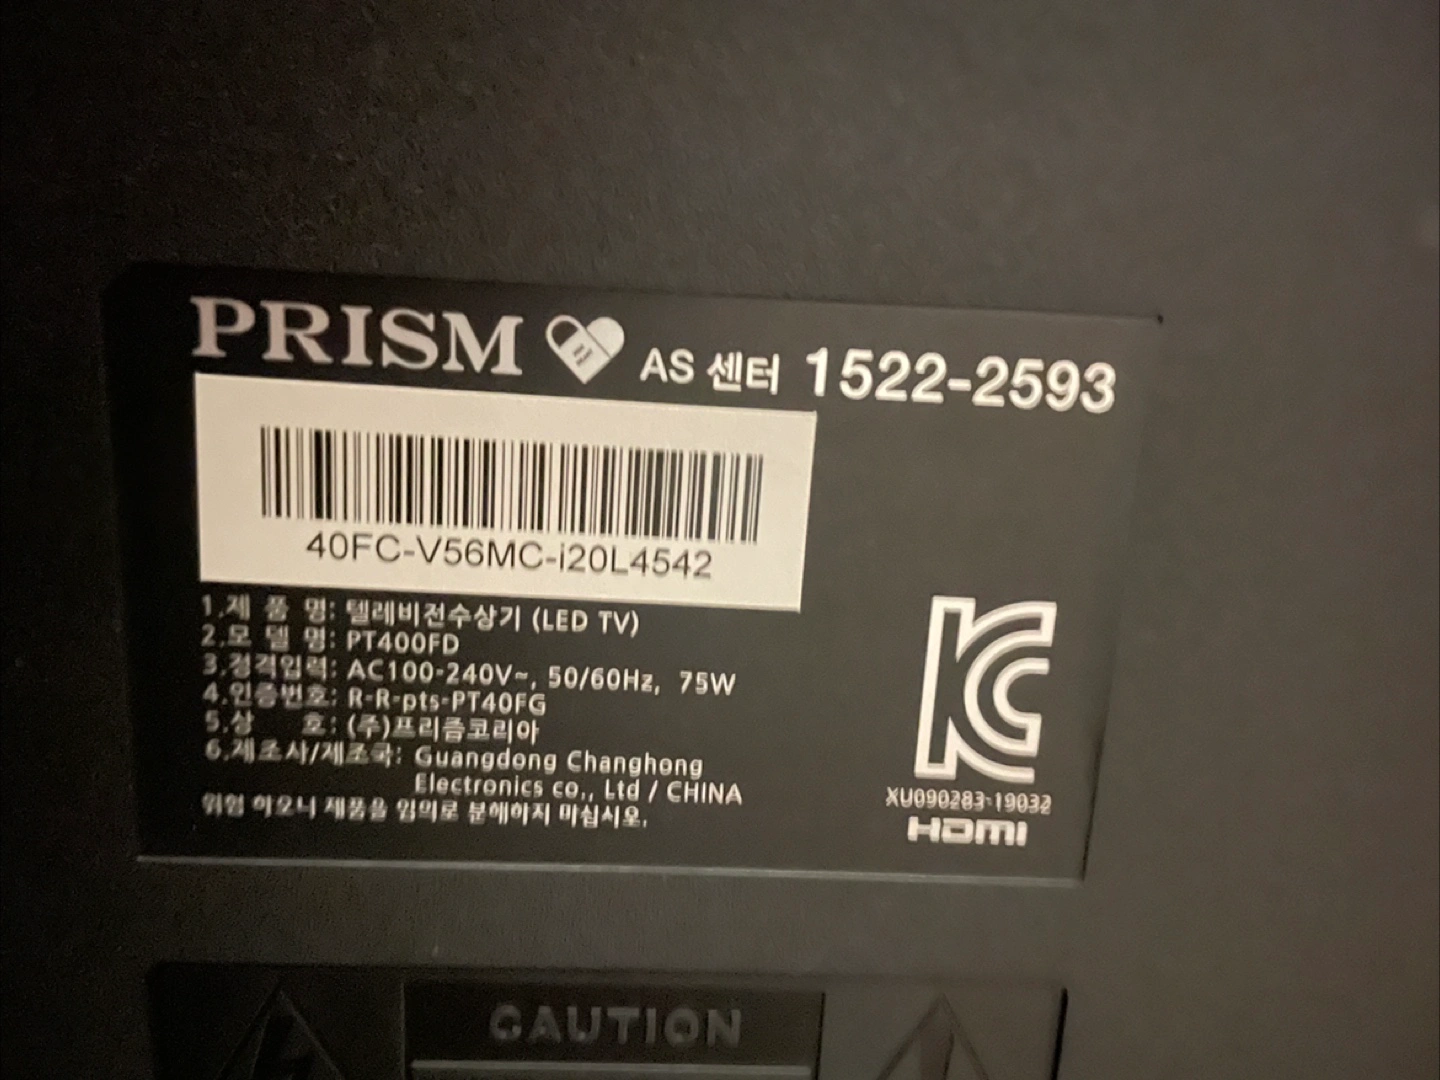 PRISM AS 센터 1522-2593
40FC-V56MC-i20L4542
1.제 품 명: 텔레비전수상기 (LED TV)
2.모 델 명: PT400FD
3.정격입력: AC100-240V~, 50/60Hz, 75W
4.인증번호: R-R-pts-PT40FG
5.상 호: (주)프리즘코리아
6.제조사/제조국: Guangdong Changhong
Electronics co., Ltd / CHINA
위험 하오니 제품을 임의로 분해하지 마십시오.
XU090283-19032
HDMI
CAUTION